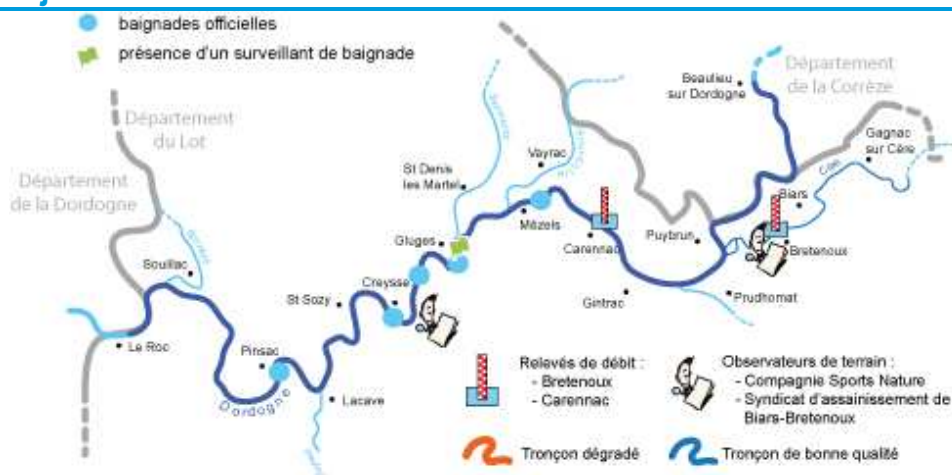 baignades officielles
présence d'un surveillant de baignade
Département
du Lot
Département
de la Dordogne
Département
de la Corrèze
Beaulieu
sur Dordogne
Gagnac
sur Cère
Cère
Vayrac
St Denis
les Martel
Biars
Gluges
Mézels
Carennac
Puybrun
Bretenoux
Souillac
Creysse
St-Sozy
Gintrac
Prudhomat
Le Roc
Pinsac
Lacave
Dordogne
Relevés de débit :
- Bretenoux
- Carennac
Observateurs de terrain :
- Compagnie Sports Nature
- Syndicat d'assainissement de
Biars-Bretenoux
Tronçon dégradé
Tronçon de bonne qualité